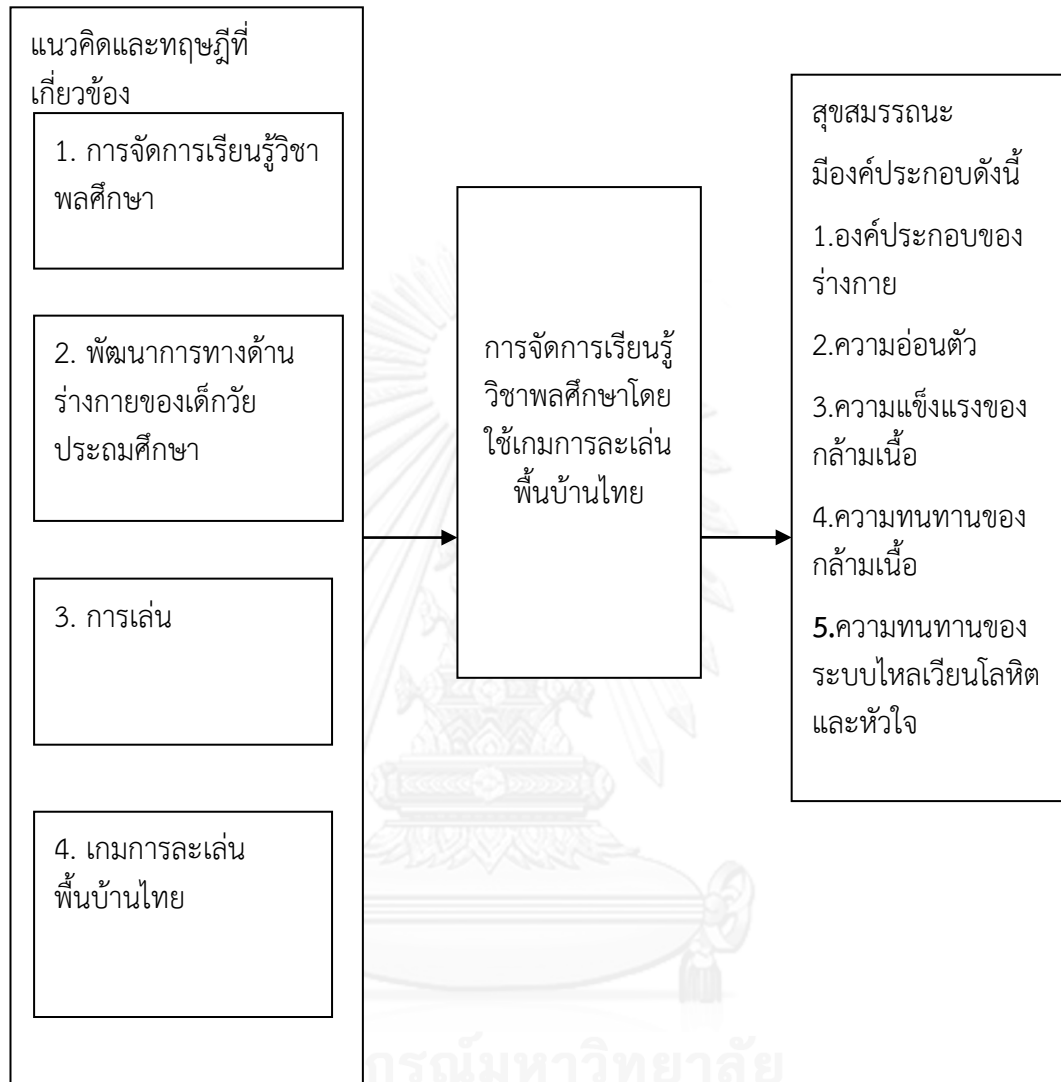 แนวคิดและทฤษฎีที่
เกี่ยวข้อง
1. การจัดการเรียนรู้วิชา
พลศึกษา
2. พัฒนาการทางด้าน
ร่างกายของเด็กวัย
ประถมศึกษา
3. การเล่น
4. เกมการละเล่น
พื้นบ้านไทย
การจัดการเรียนรู้
วิชาพลศึกษาโดย
ใช้เกมการละเล่น
พื้นบ้านไทย
สุขสมรรถนะ
มีองค์ประกอบดังนี้
1.องค์ประกอบของ
ร่างกาย
2.ความอ่อนตัว
3.ความแข็งแรงของ
กล้ามเนื้อ
4.ความทนทานของ
กล้ามเนื้อ
5.ความทนทานของ
ระบบไหลเวียนโลหิต
และหัวใจ
กรณ์มหาวิทยาลัย